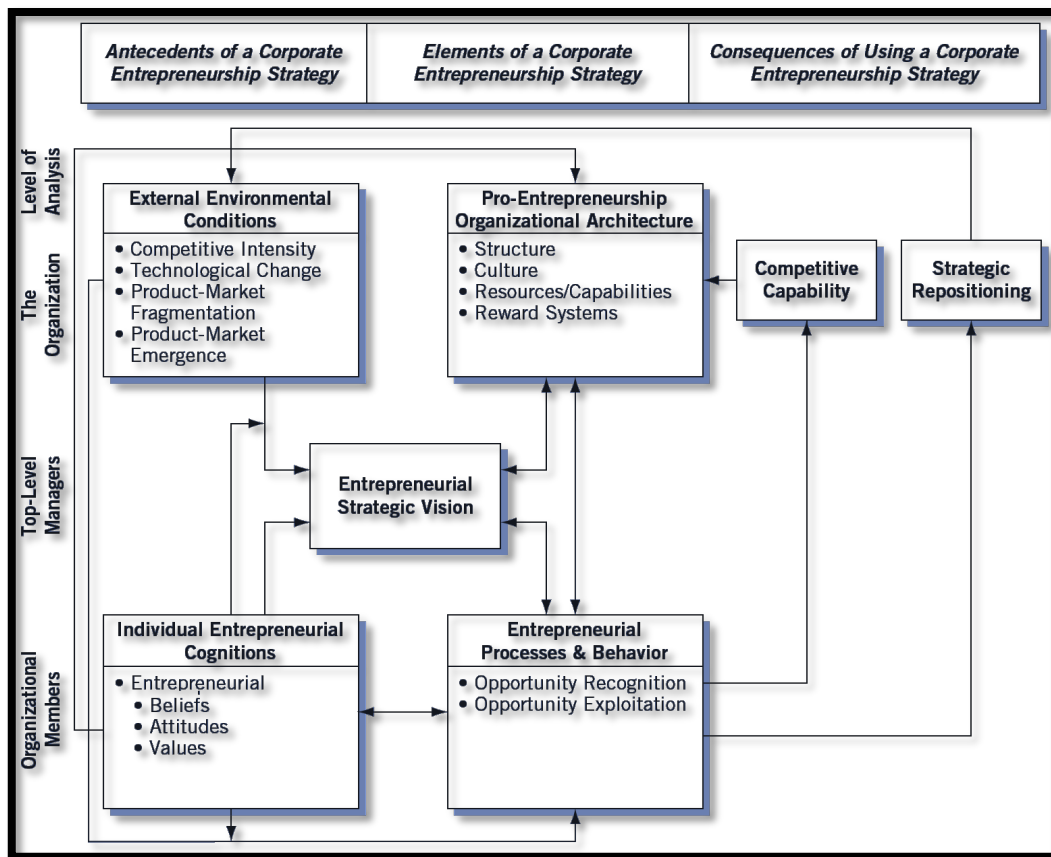 Antecedents of a Corporate
Entrepreneurship Strategy
Elements of a Corporate
Entrepreneurship Strategy
Consequences of Using a Corporate
Entrepreneurship Strategy
Level of
Analysis
External Environmental
Conditions
• Competitive Intensity
• Technological Change
• Product-Market
Fragmentation
• Product-Market
Emergence
Pro-Entrepreneurship
Organizational Architecture
• Structure
• Culture
• Resources/Capabilities
• Reward Systems
Competitive
Capability
Strategic
Repositioning
The
Organization
Top-Level
Managers
Entrepreneurial
Strategic Vision
Organizational
Members
Individual Entrepreneurial
Cognitions
• Entrepreneurial
• Beliefs
• Attitudes
• Values
Entrepreneurial
Processes & Behavior
• Opportunity Recognition
• Opportunity Exploitation